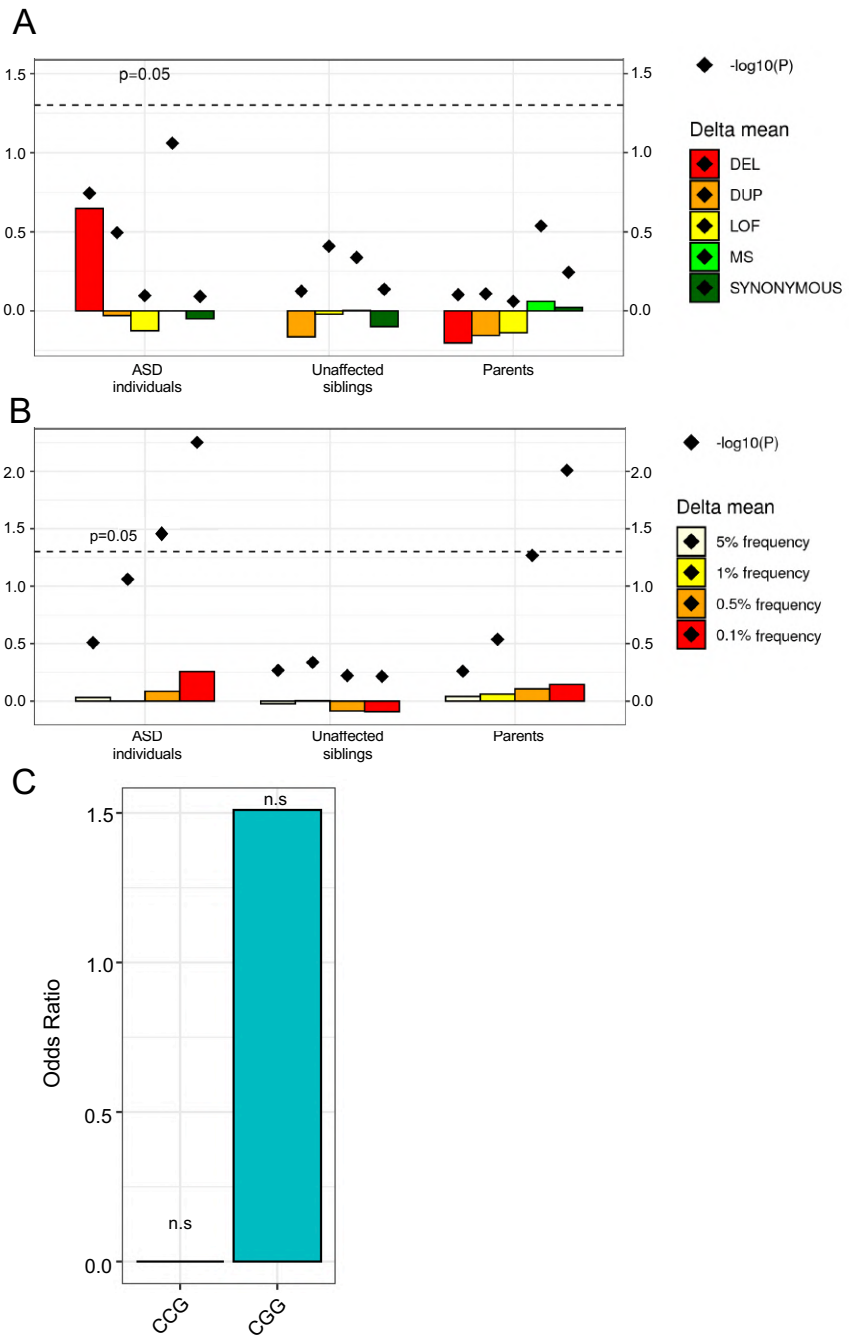 A
1.5
1.0
0.5
0.0
p=0.05
1.5
1.0
0.5
0.0
ASD
individuals
Unaffected
siblings
Parents
-log10(P)
Delta mean
DEL
DUP
LOF
MS
SYNONYMOUS
B
2.0
1.5
1.0
0.5
0.0
p=0.05
2.0
1.5
1.0
0.5
0.0
ASD
individuals
Unaffected
siblings
Parents
-log10(P)
Delta mean
5% frequency
1% frequency
0.5% frequency
0.1% frequency
C
Odds Ratio
1.5
1.0
0.5
0.0
n.s
n.s
CCG
CGG